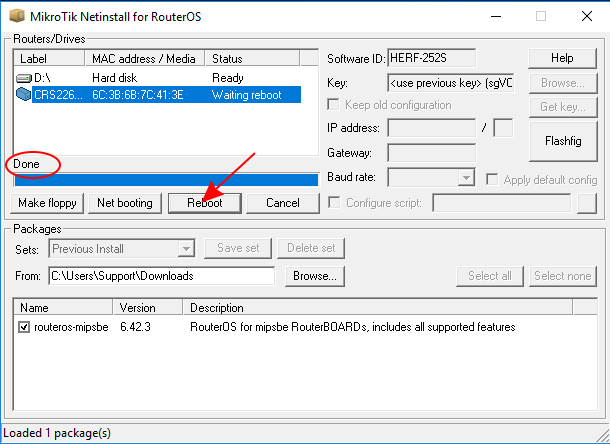 MikroTik Netinstall for RouterOS
Routers/Drives
Label MAC address / Media Status
D:\ Hard disk Ready
CRS226... 6C:3B:6B:7C:41:3E Waiting reboot
Done
Make floppy Net booting Reboot Cancel
Software ID: HERF-252S Help
Key: <use previous key> (sgVC Browse...
Keep old configuration Get key...
IP address: /
Gateway: Flashfig
Baud rate: Apply default config
Configure script:
Packages
Sets: Previous Install Save set Delete set
From: C:\Users\Support\Downloads Browse... Select all Select none
Name Version Description
routeros-mipsbe 6.42.3 RouterOS for mipsbe RouterBOARDs, includes all supported features
Loaded 1 package(s)